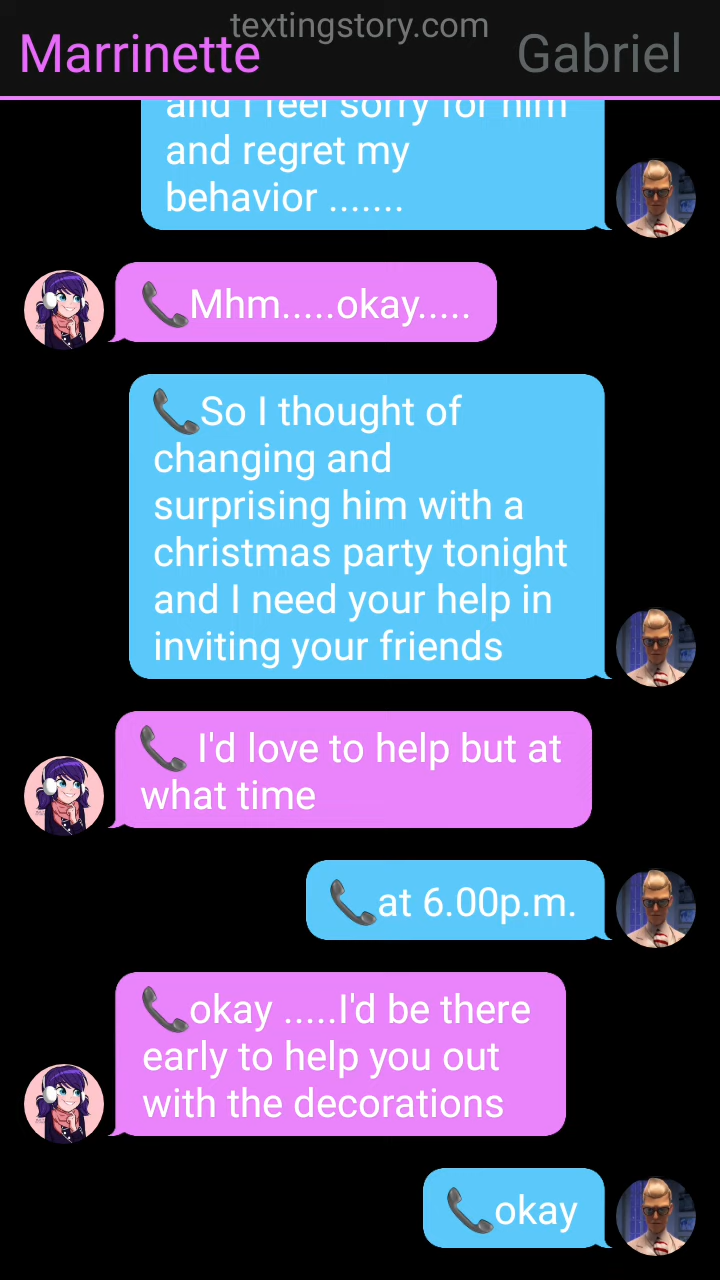 textingstory.com
Marrinette
Gabriel
and I feel sorry for him
and regret my
behavior .......
📞Mhm.....okay.....
📞So I thought of
changing and
surprising him with a
christmas party tonight
and I need your help in
inviting your friends
📞 I'd love to help but at
what time
📞at 6.00p.m.
📞okay .....I'd be there
early to help you out
with the decorations
📞okay